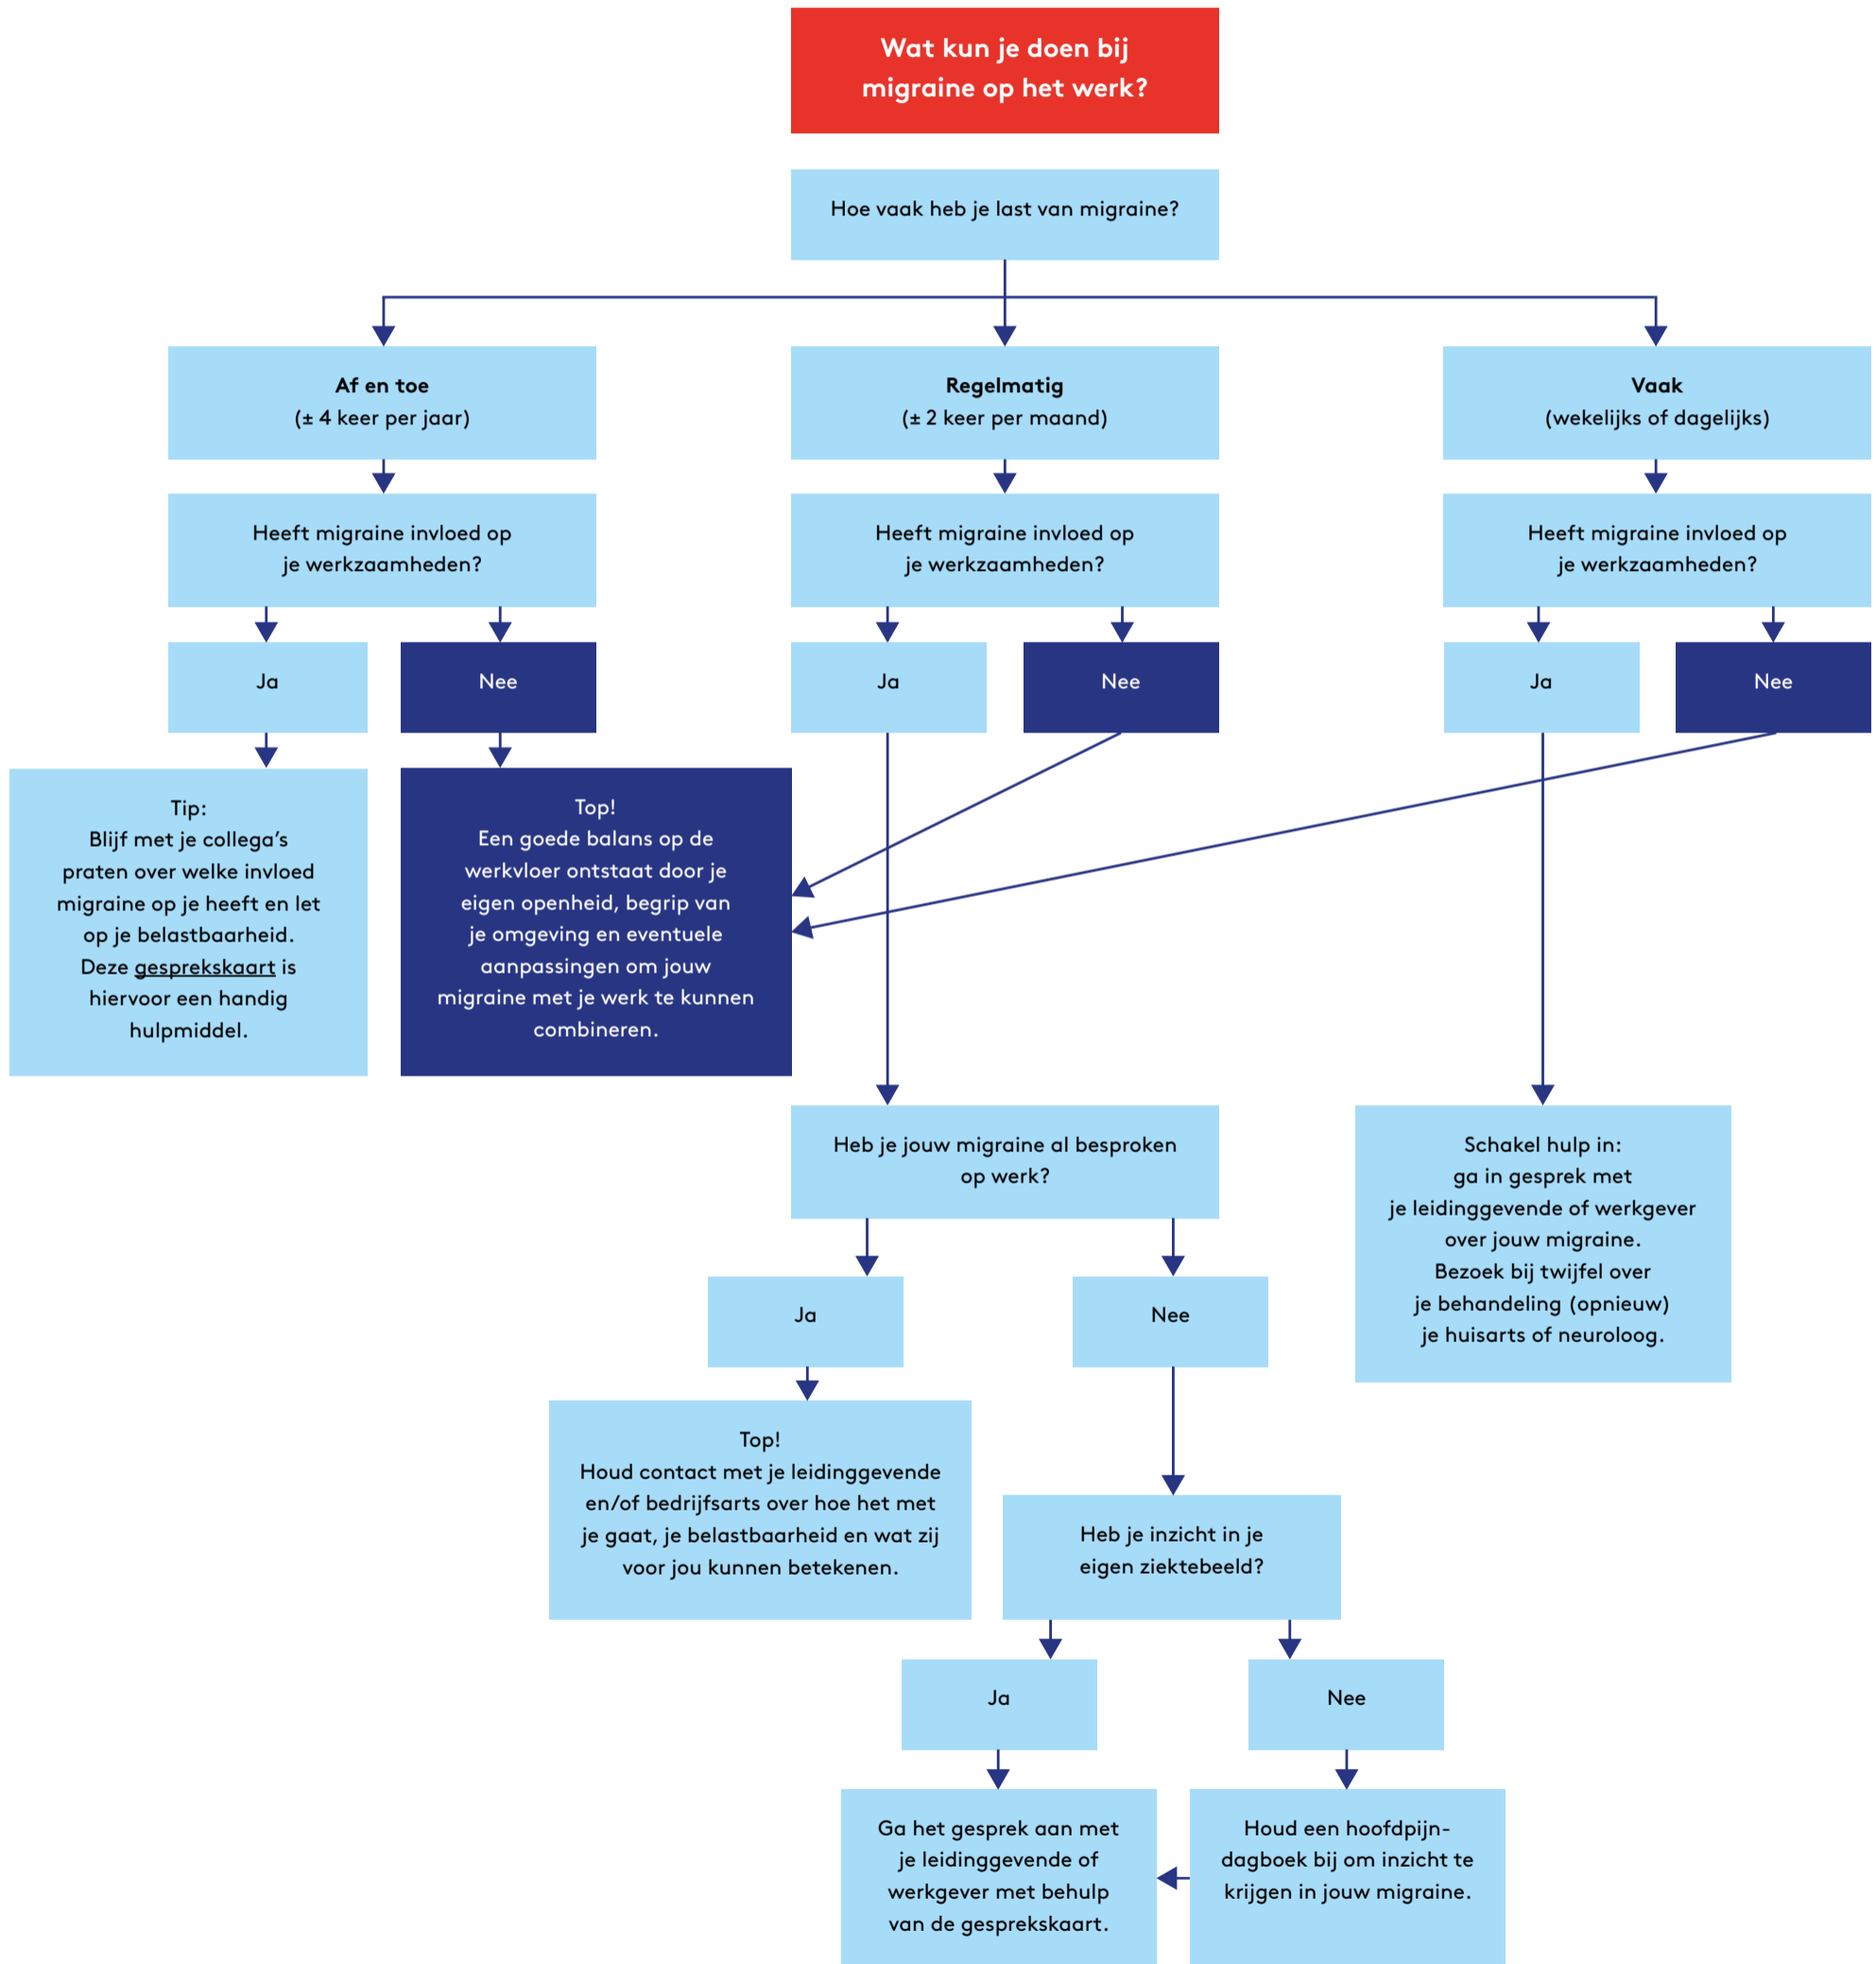 Wat kun je doen bij
migraine op het werk?
Hoe vaak heb je last van migraine?
Af en toe
(± 4 keer per jaar)
Regelmatig
(± 2 keer per maand)
Vaak
(wekelijks of dagelijks)
Heeft migraine invloed op
je werkzaamheden?
Heeft migraine invloed op
je werkzaamheden?
Heeft migraine invloed op
je werkzaamheden?
Ja
Nee
Ja
Nee
Ja
Nee
Tip:
Blijf met je collega’s
praten over welke invloed
migraine op je heeft en let
op je belastbaarheid.
Deze gesprekskaart is
hiervoor een handig
hulpmiddel.
Top!
Een goede balans op de
werkvloer ontstaat door je
eigen openheid, begrip van
je omgeving en eventuele
aanpassingen om jouw
migraine met je werk te kunnen
combineren.
Heb je jouw migraine al besproken
op werk?
Schakel hulp in:
ga in gesprek met
je leidinggevende of werkgever
over jouw migraine.
Bezoek bij twijfel over
je behandeling (opnieuw)
je huisarts of neuroloog.
Ja
Nee
Top!
Houd contact met je leidinggevende
en/of bedrijfsarts over hoe het met
je gaat, je belastbaarheid en wat zij
voor jou kunnen betekenen.
Heb je inzicht in je
eigen ziektebeeld?
Ja
Nee
Ga het gesprek aan met
je leidinggevende of
werkgever met behulp
van de gesprekskaart.
Houd een hoofdpijn-
dagboek bij om inzicht te
krijgen in jouw migraine.